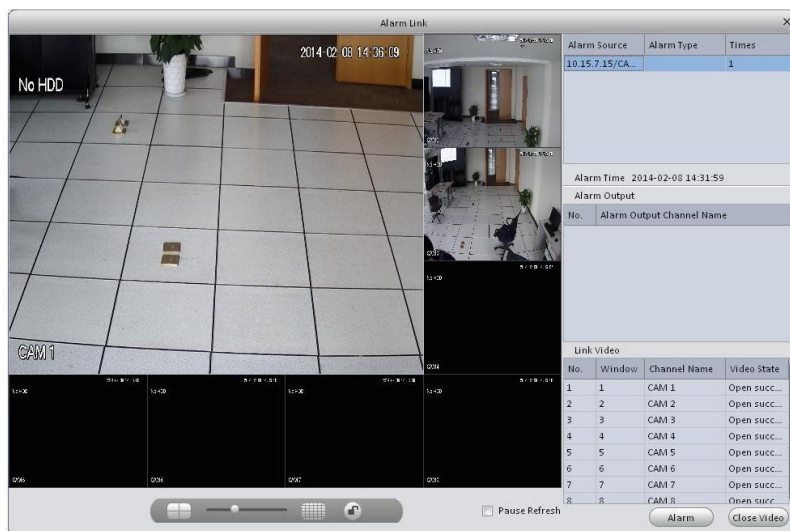 Alarm Link
2014-02-08 14:36:09
No HDD
CAM 1
Alarm Source Alarm Type Times
10.15.7.15/CA... 1
Alarm Time 2014-02-08 14:31:59
Alarm Output
No. Alarm Output Channel Name
Link Video
No. Window Channel Name Video State
1 1 CAM 1 Open succ...
2 2 CAM 2 Open succ...
3 3 CAM 3 Open succ...
4 4 CAM 4 Open succ...
5 5 CAM 5 Open succ...
6 6 CAM 6 Open succ...
7 7 CAM 7 Open succ...
8 8 CAM 8 Open succ...
Pause Refresh
Alarm
Close Video